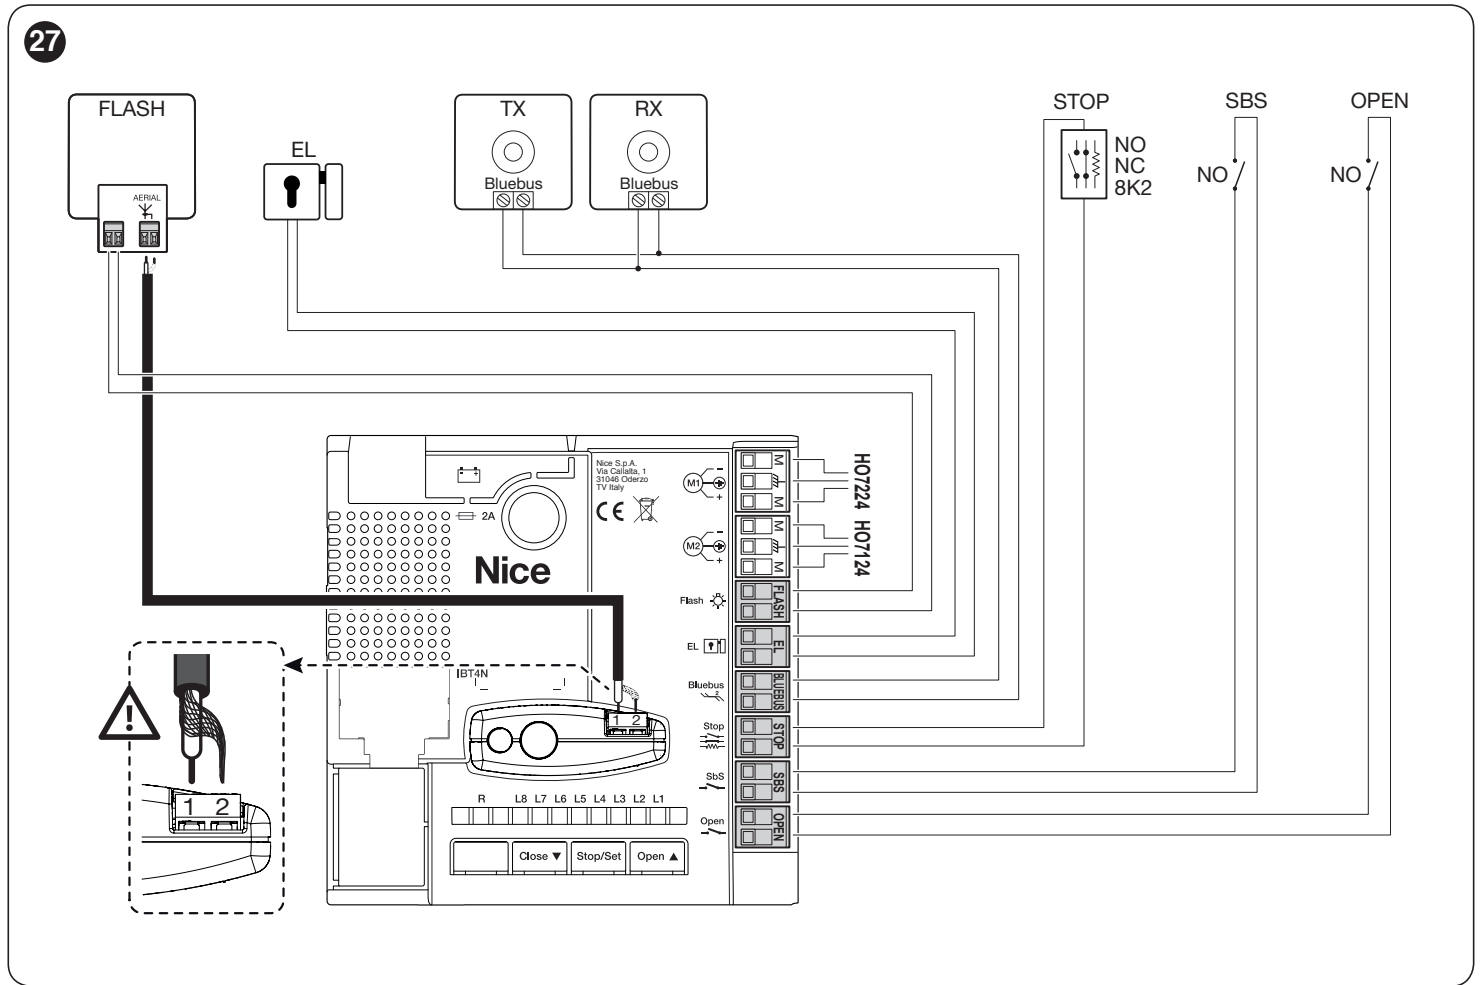 27
FLASH
AERIAL
EL
TX
Bluebus
RX
Bluebus
STOP
NO
NC
8K2
SBS
NO
OPEN
NO
2A
Nice
Nice S.p.A.
Via Callalta, 1
31046 Oderzo
TV Italy
CE
M1
-
+
M
M
HO7224
M2
-
+
M
M
HO7124
Flash
FLASH
EL
EL
Bluebus
2
BLUEBUS
Stop
STOP
SbS
SBS
Open
OPEN
IBT4N
1 2
1 2
R L8 L7 L6 L5 L4 L3 L2 L1
Close ▼
Stop/Set
Open ▲